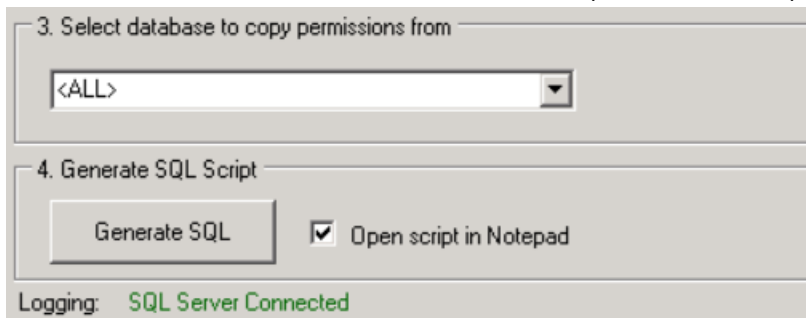 3. Select database to copy permissions from
<ALL>
4. Generate SQL Script
Generate SQL
Open script in Notepad
Logging: SQL Server Connected